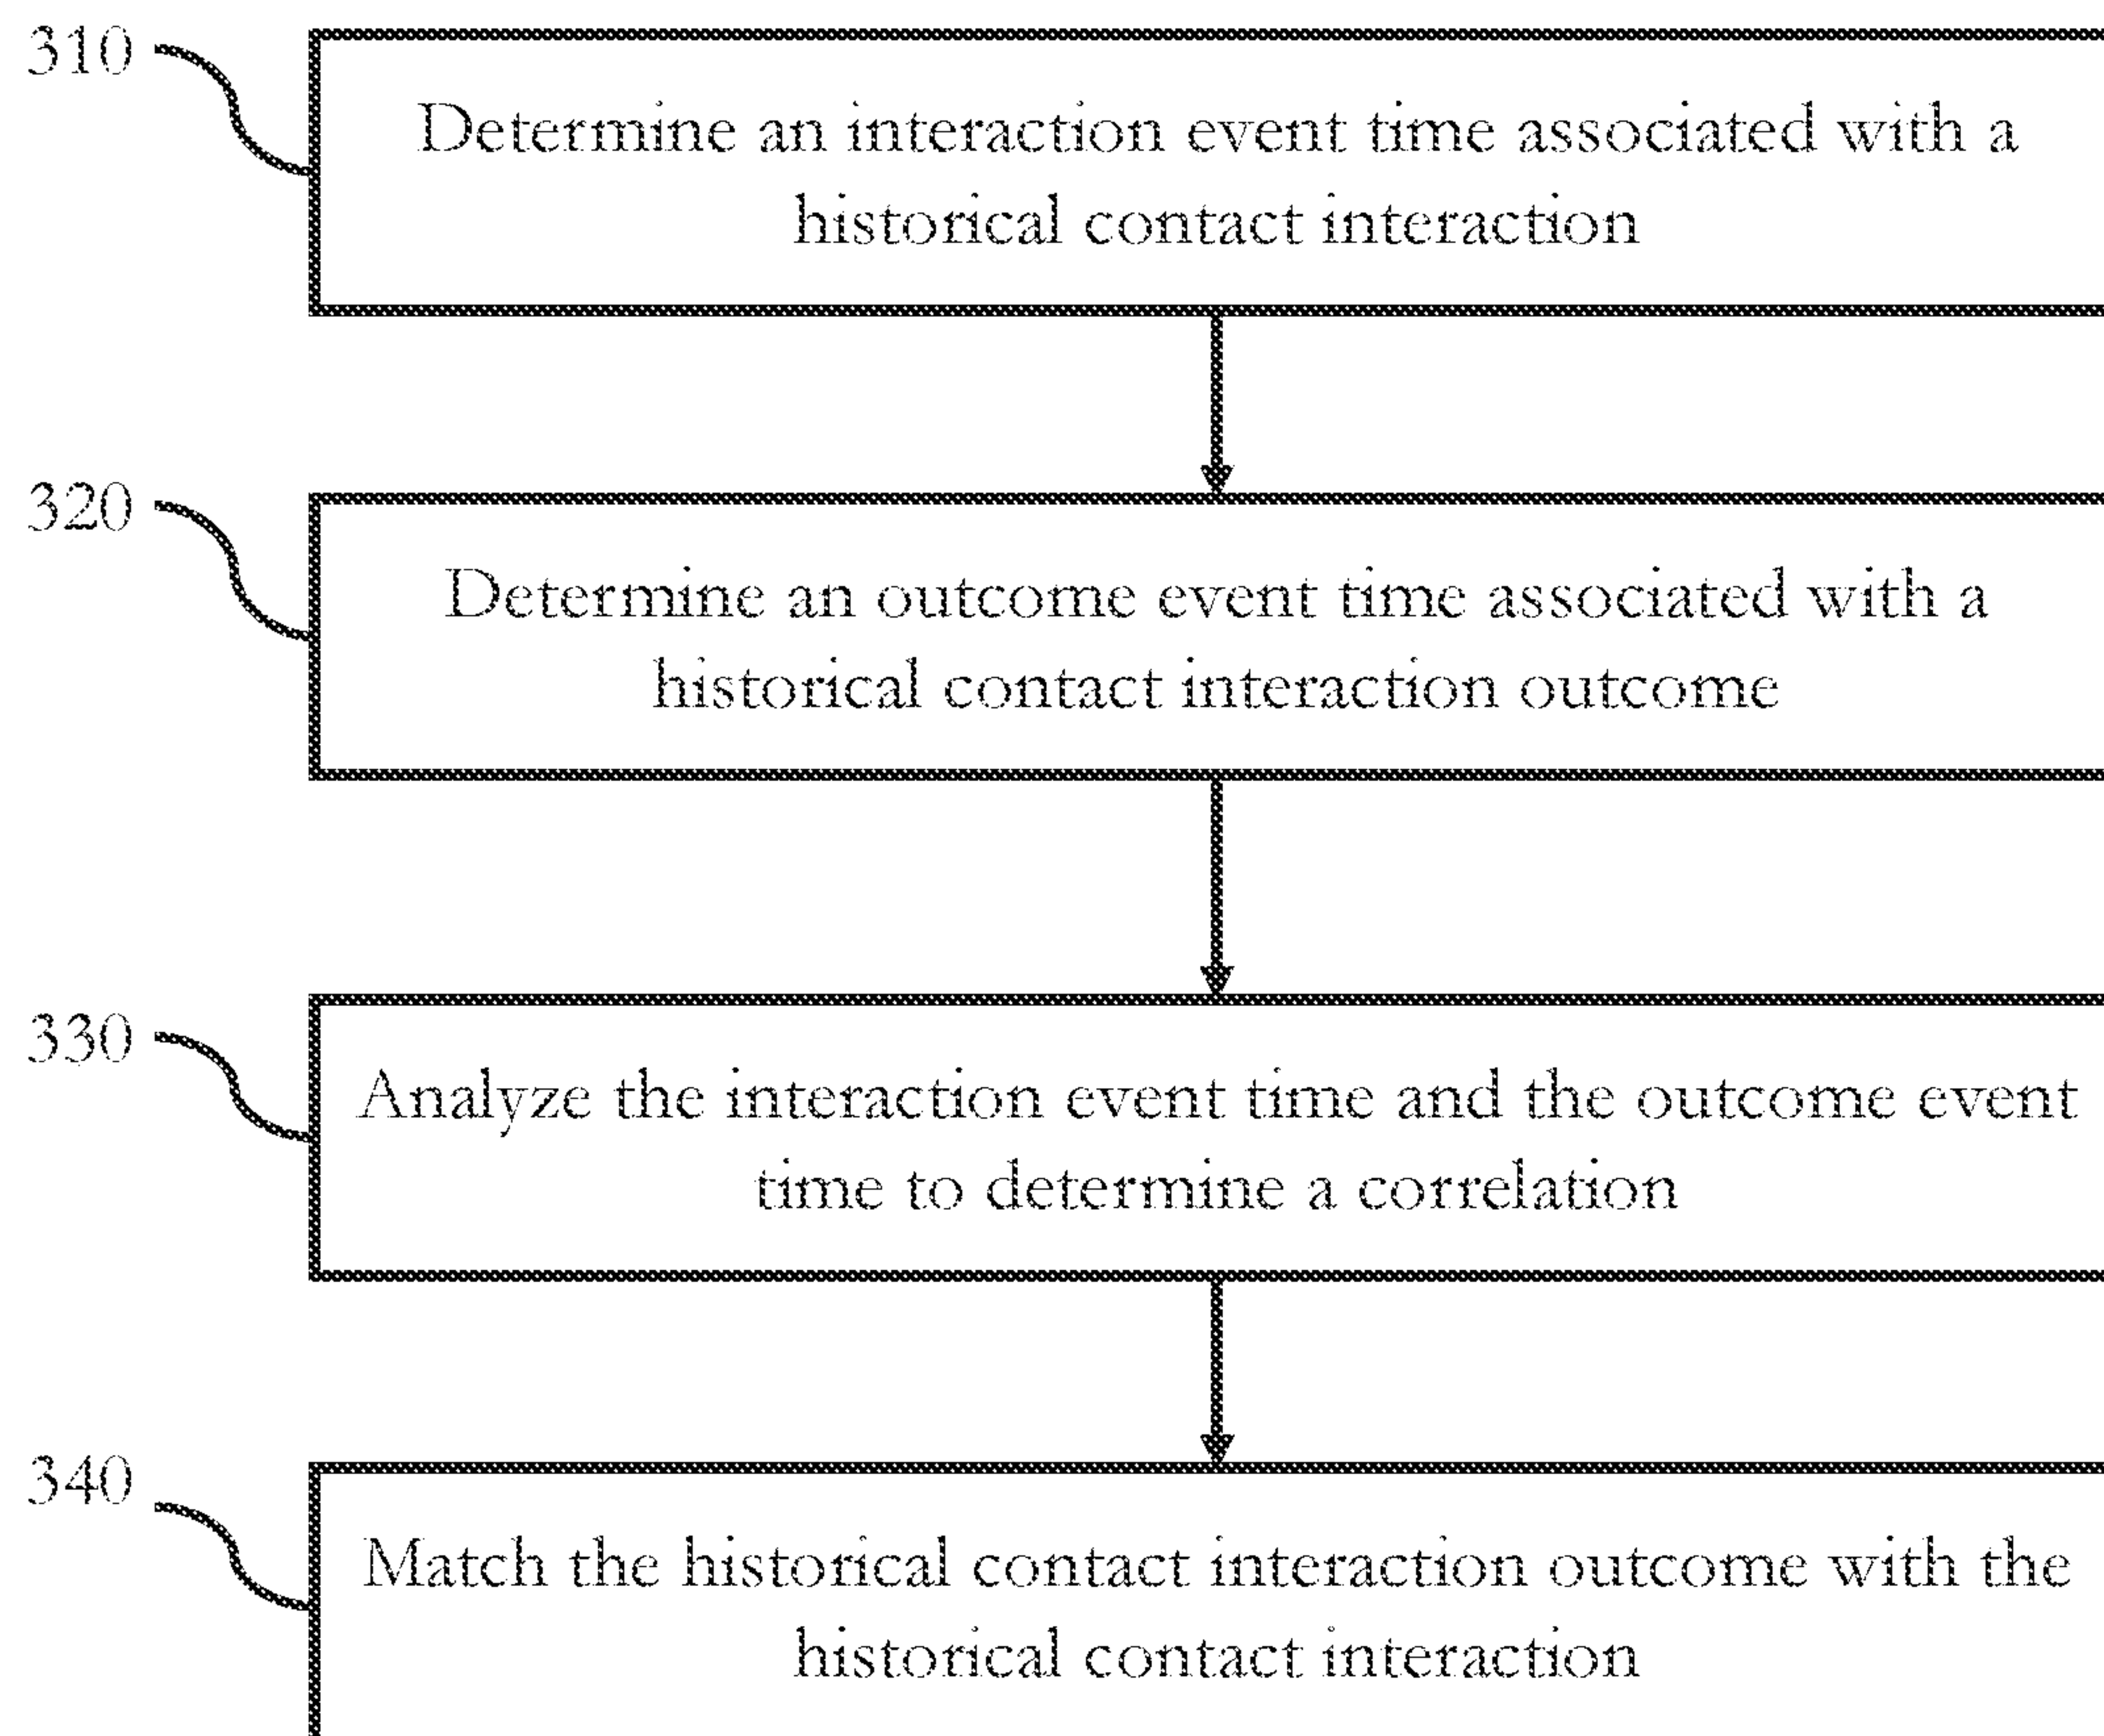 310
Determine an interaction event time associated with a
historical contact interaction
320
Determine an outcome event time associated with a
historical contact interaction outcome
330
Analyze the interaction event time and the outcome event
time to determine a correlation
340
Match the historical contact interaction outcome with the
historical contact interaction